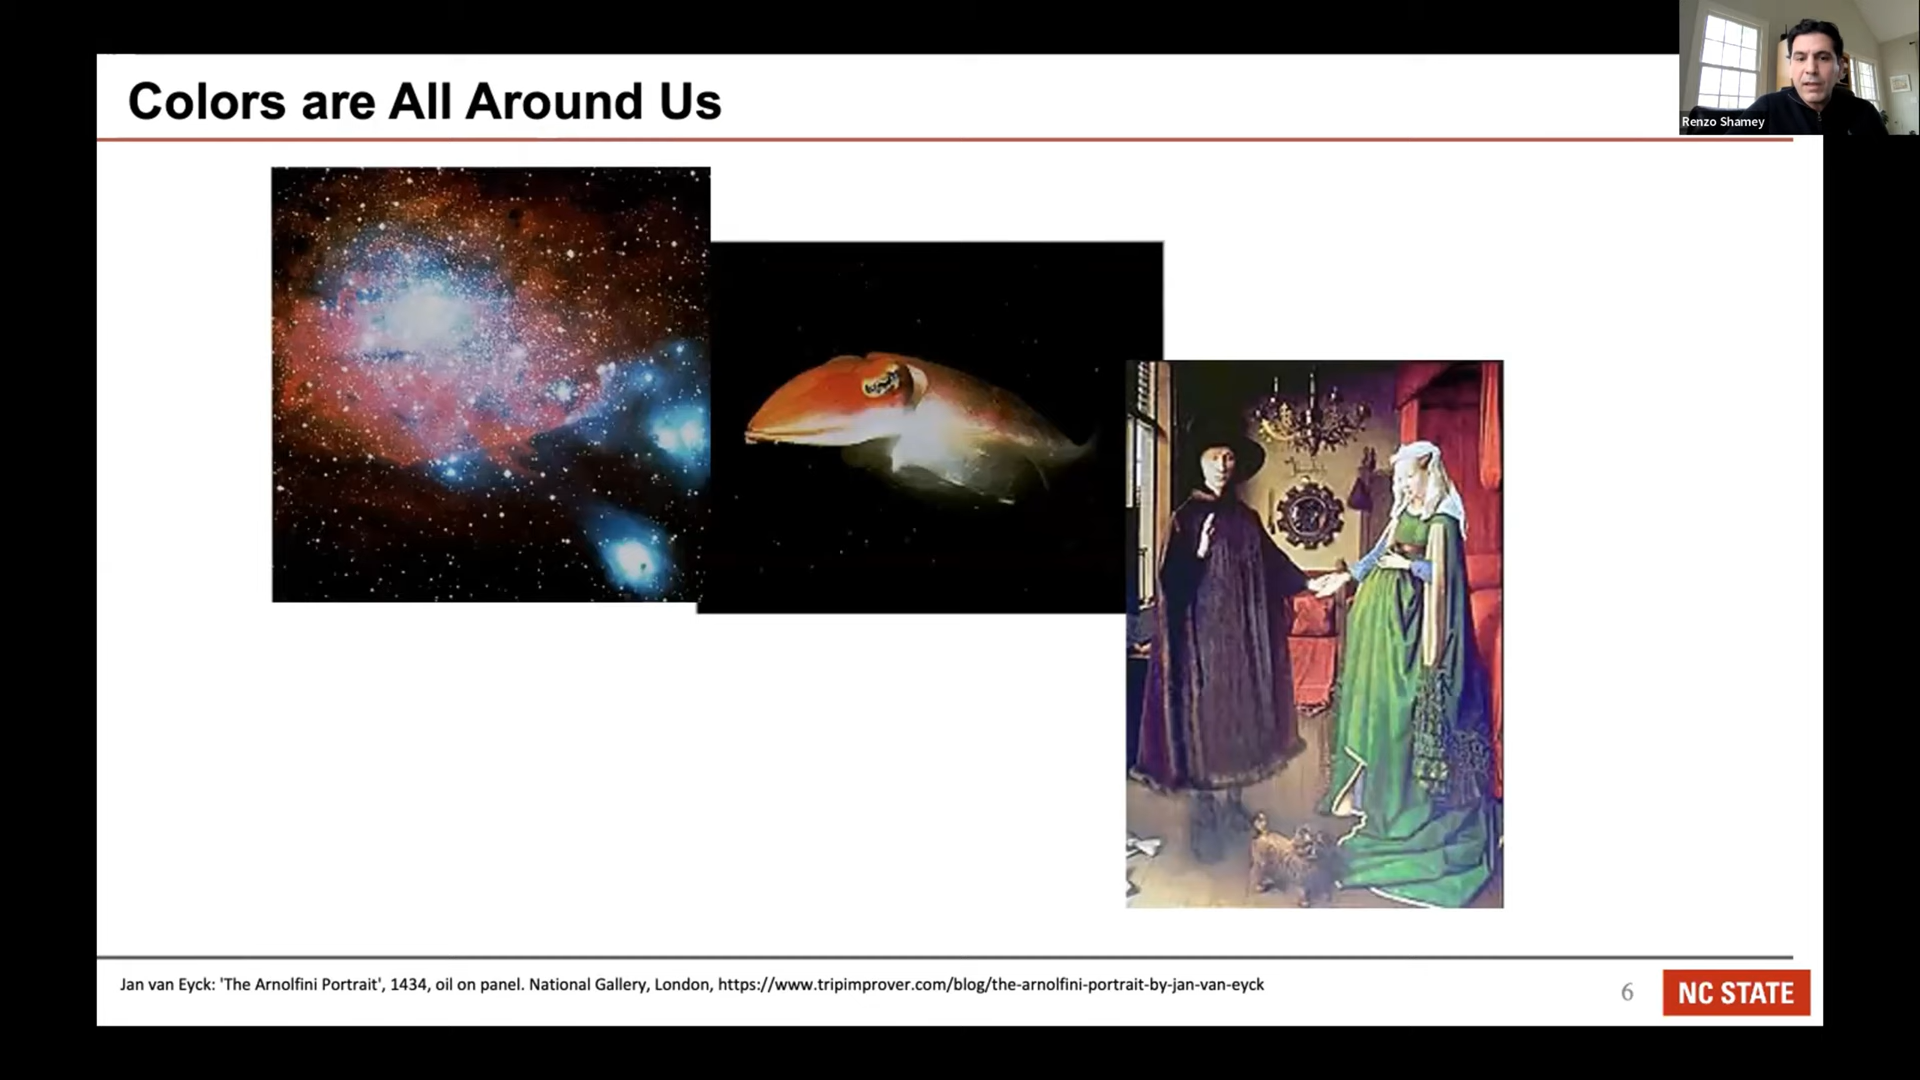 Colors are All Around Us
Renzo Shamey
Jan van Eyck: 'The Arnolfini Portrait', 1434, oil on panel. National Gallery, London, https://www.tripimprover.com/blog/the-arnolfini-portrait-by-jan-van-eyck
6
NC STATE